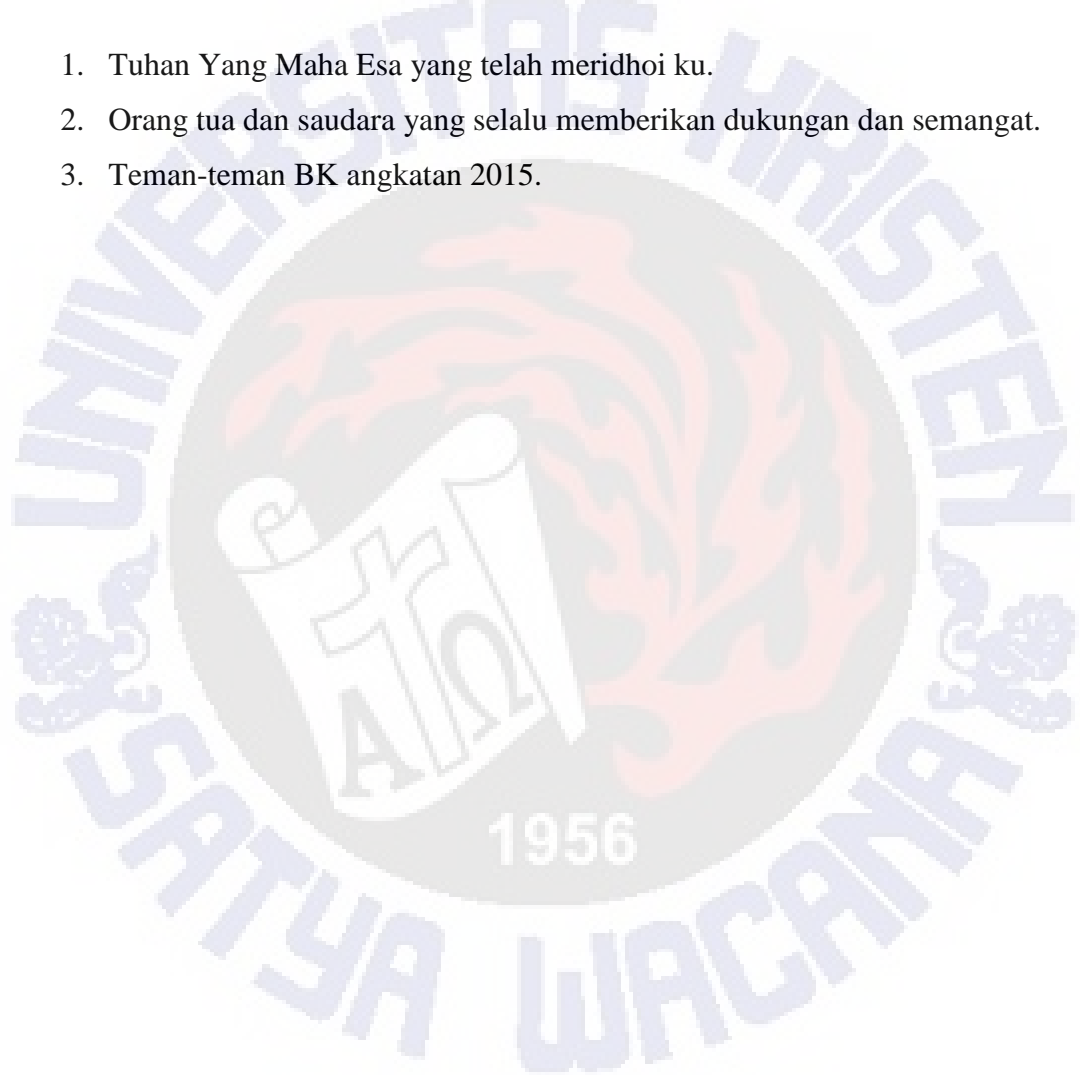 1. Tuhan Yang Maha Esa yang telah meridhoi ku.
2. Orang tua dan saudara yang selalu memberikan dukungan dan semangat.
3. Teman-teman BK angkatan 2015.
UNIVERSITAS KRISTEN
Α Ω
1956
SATYA WACANA